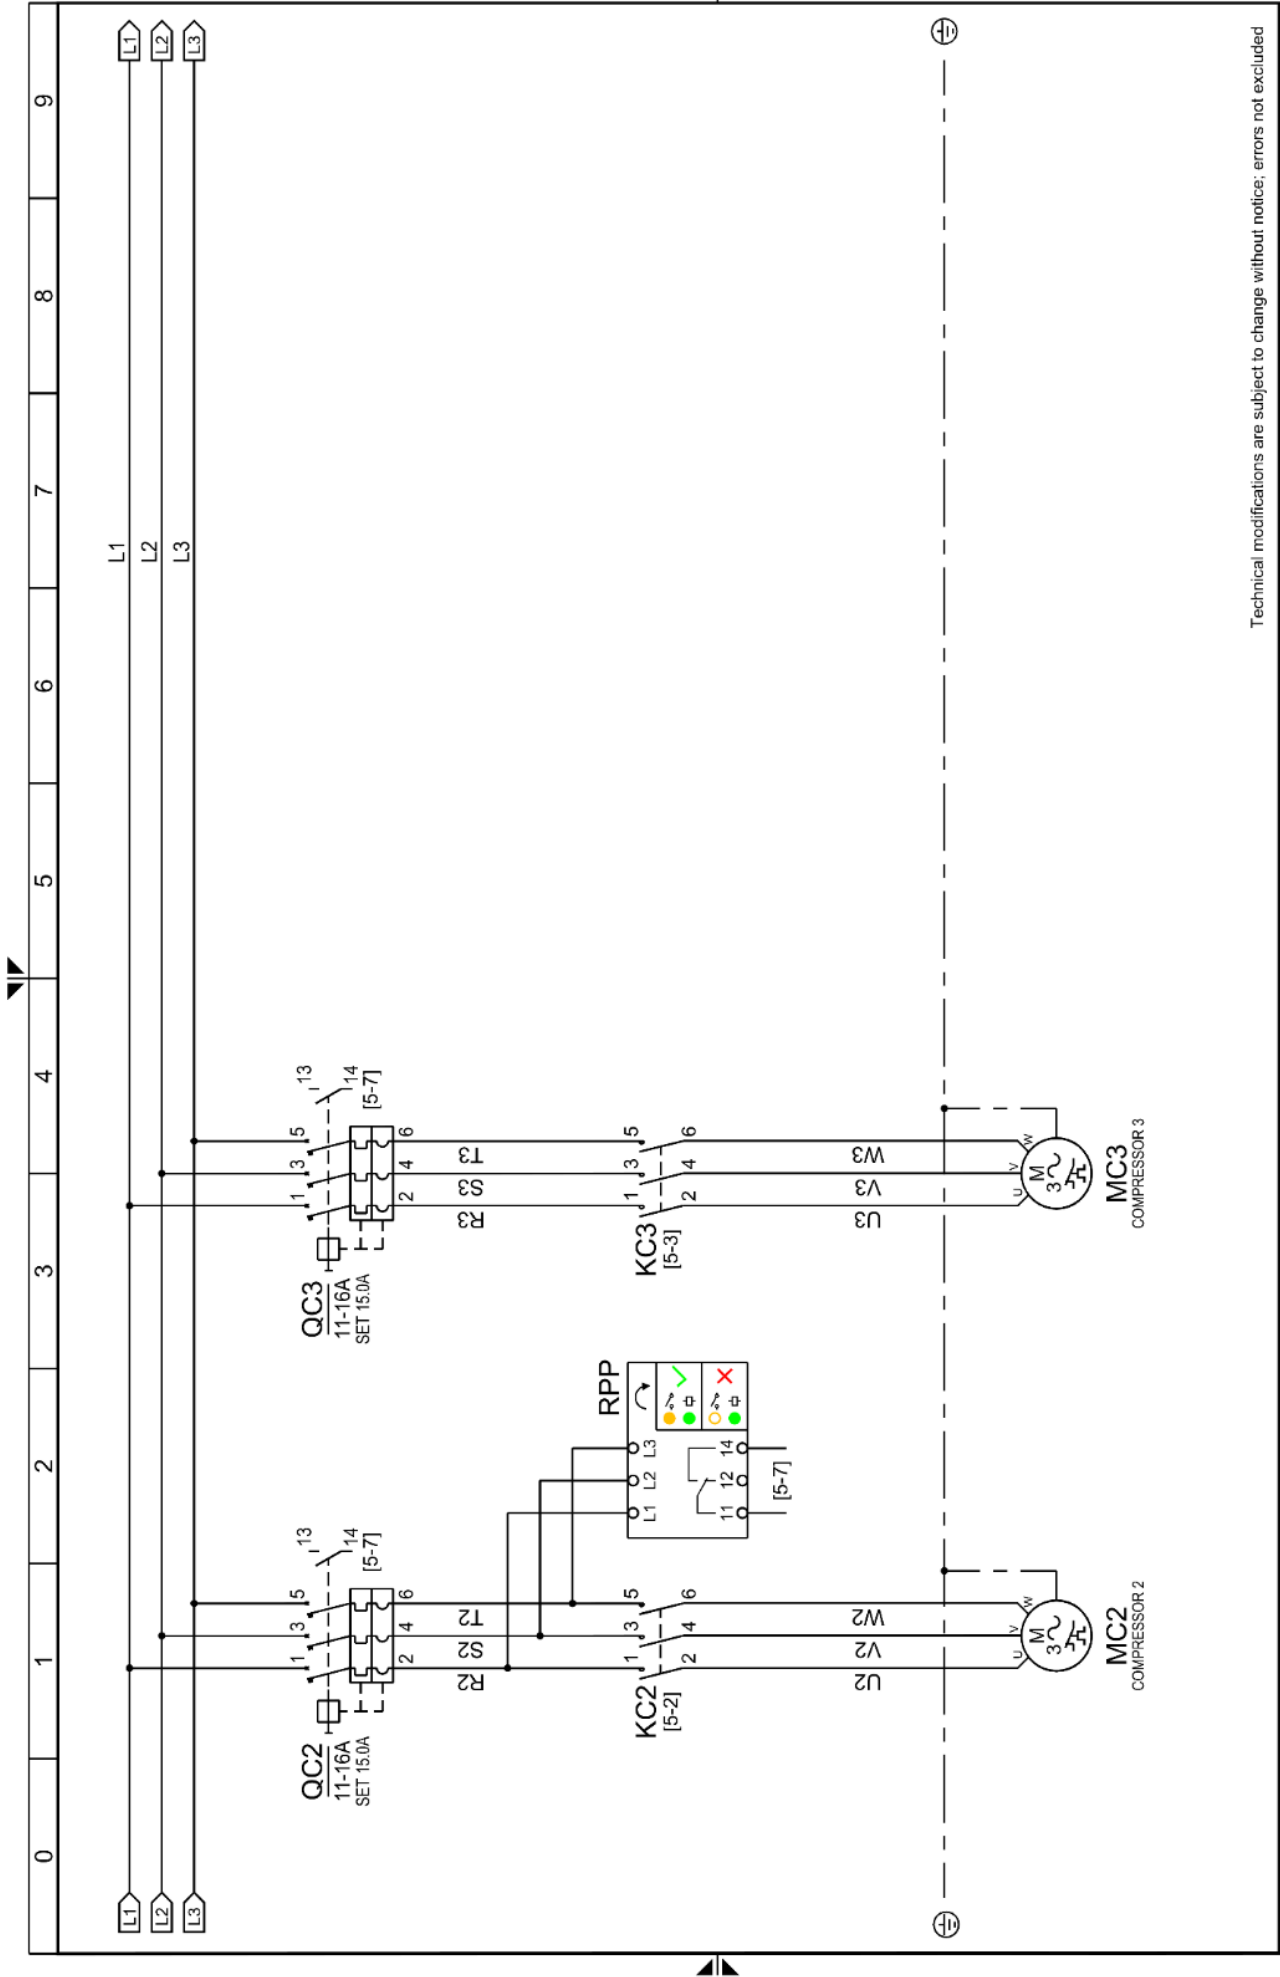 0 1 2 3 4 5 6 7 8 9
L1 L1 L1
L2 L2 L2
L3 L3 L3
QC2
11-16A
SET 15.0A
1 3 5 13
2 4 6 14
[5-7]
R2 S2 T2
QC3
11-16A
SET 15.0A
1 3 5 13
2 4 6 14
[5-7]
R3 S3 T3
RPP
L1 L2 L3
11 12 14
[5-7]
KC2
[5-2]
1 3 5
2 4 6
KC3
[5-3]
1 3 5
2 4 6
U2 V2 W2
U3 V3 W3
U V W
M
3
MC2
COMPRESSOR 2
U V W
M
3
MC3
COMPRESSOR 3
Technical modifications are subject to change without notice; errors not excluded